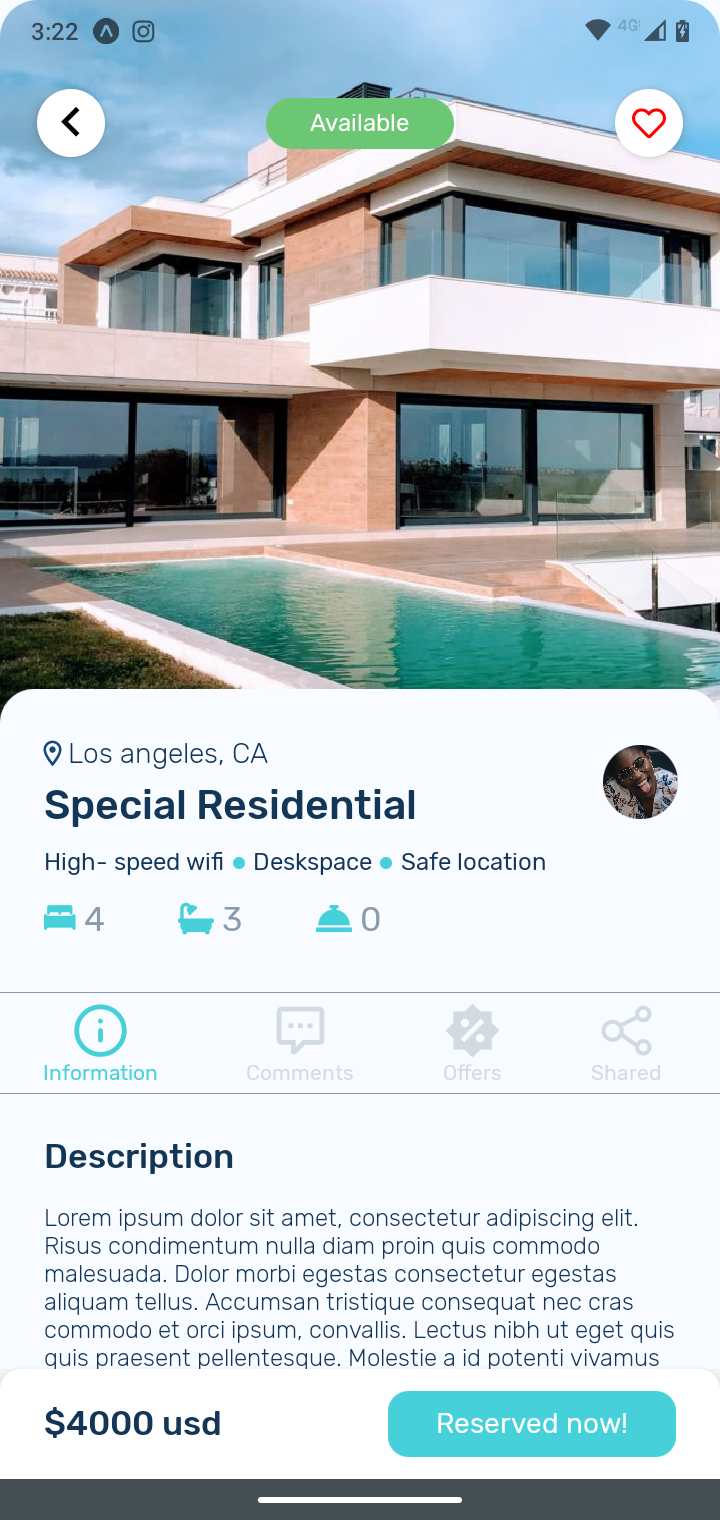 3:22
4G
Available
Los angeles, CA
Special Residential
High- speed wifi Deskspace Safe location
4 3 0
Information Comments Offers Shared
Description
Lorem ipsum dolor sit amet, consectetur adipiscing elit.
Risus condimentum nulla diam proin quis commodo
malesuada. Dolor morbi egestas consectetur egestas
aliquam tellus. Accumsan tristique consequat nec cras
commodo et orci ipsum, convallis. Lectus nibh ut eget quis
quis praesent pellentesque. Molestie a id potenti vivamus
$4000 usd
Reserved now!